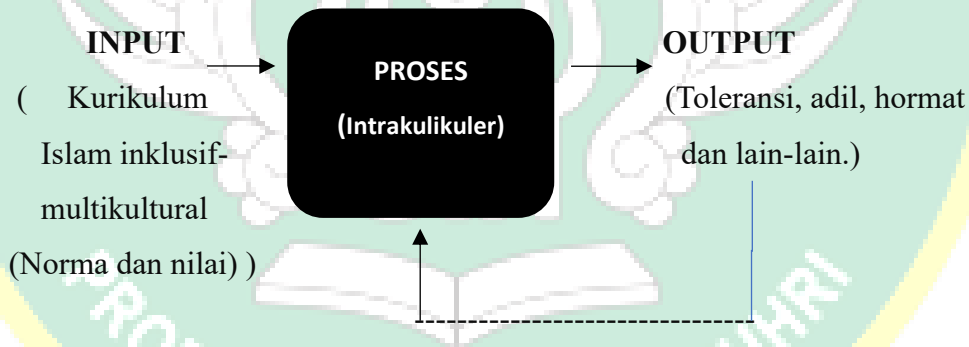 INPUT
( Kurikulum
Islam inklusif-
multikultural
(Norma dan nilai) )
PROSES
(Intrakulikuler)
OUTPUT
(Toleransi, adil, hormat
dan lain-lain.)